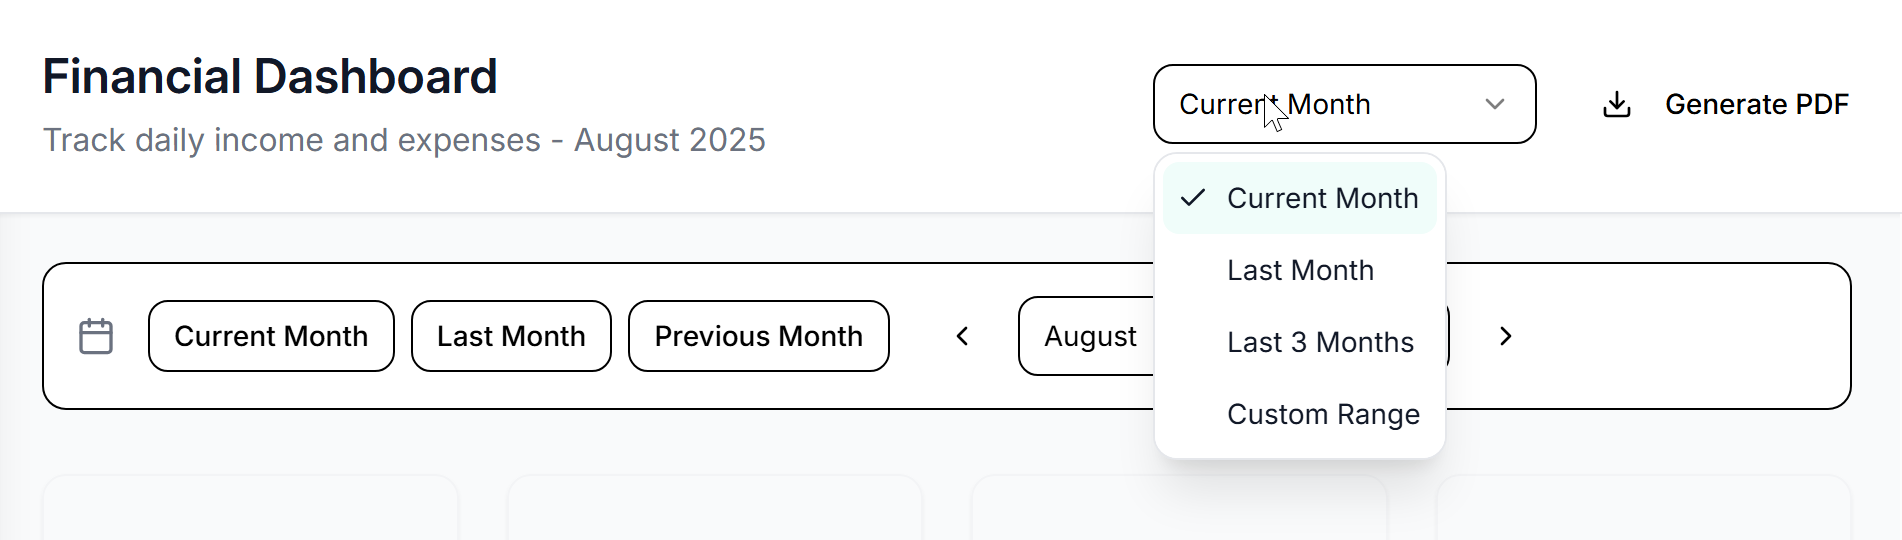 Financial Dashboard
Track daily income and expenses - August 2025
Current Month
Generate PDF
Current Month
Last Month
Last 3 Months
Custom Range
Current Month
Last Month
Previous Month
August